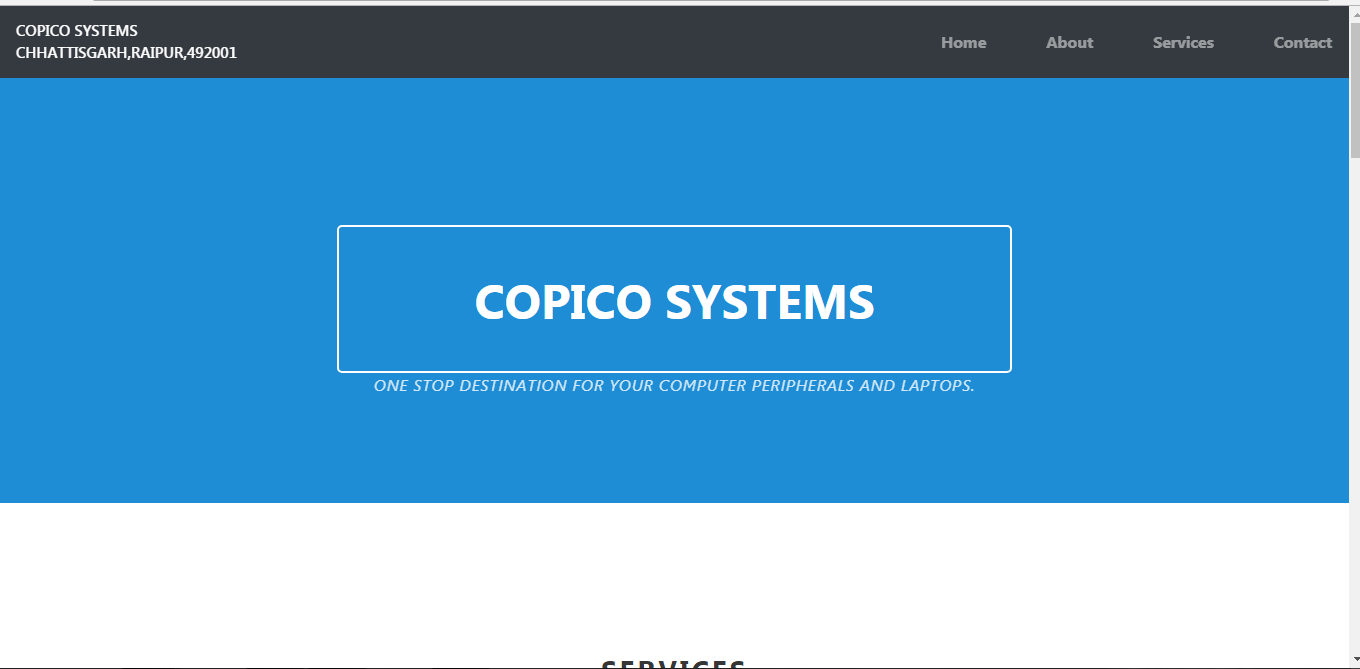 COPICO SYSTEMS
CHHATTISGARH,RAIPUR,492001
Home About Services Contact
COPICO SYSTEMS
ONE STOP DESTINATION FOR YOUR COMPUTER PERIPHERALS AND LAPTOPS.
SERVICES